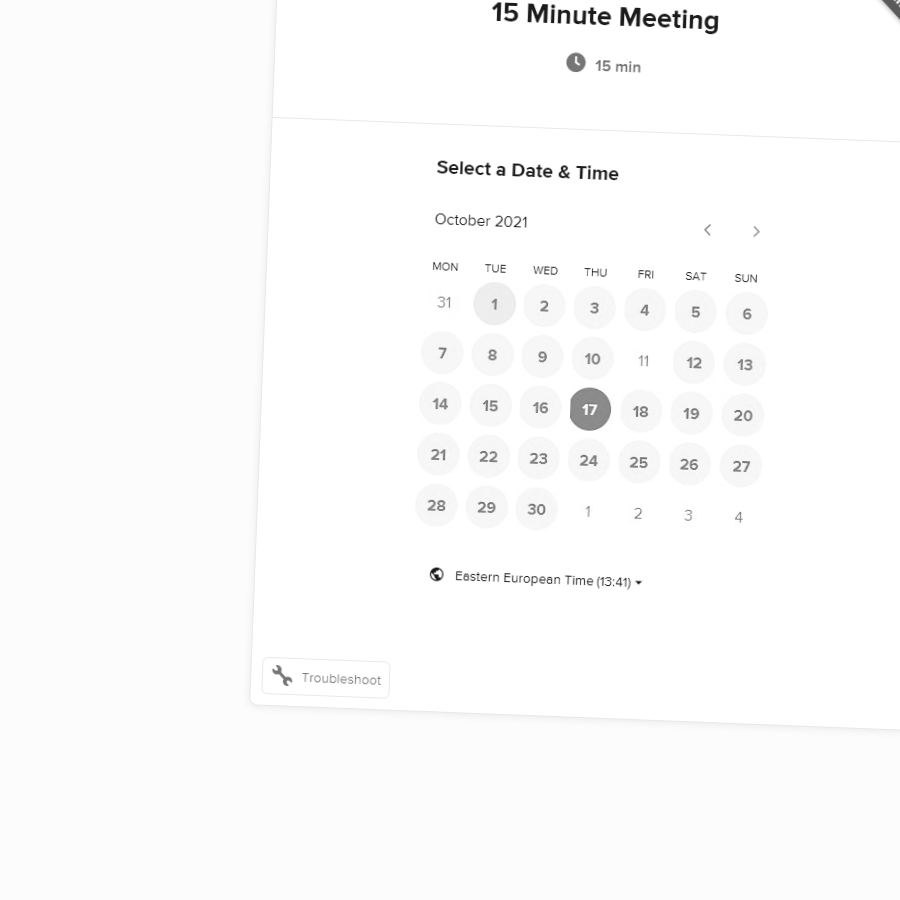 15 Minute Meeting
15 min
Select a Date & Time
October 2021
MON TUE WED THU FRI SAT SUN
31 1 2 3 4 5 6
7 8 9 10 11 12 13
14 15 16 17 18 19 20
21 22 23 24 25 26 27
28 29 30 1 2 3 4
Eastern European Time (13:41)
Troubleshoot